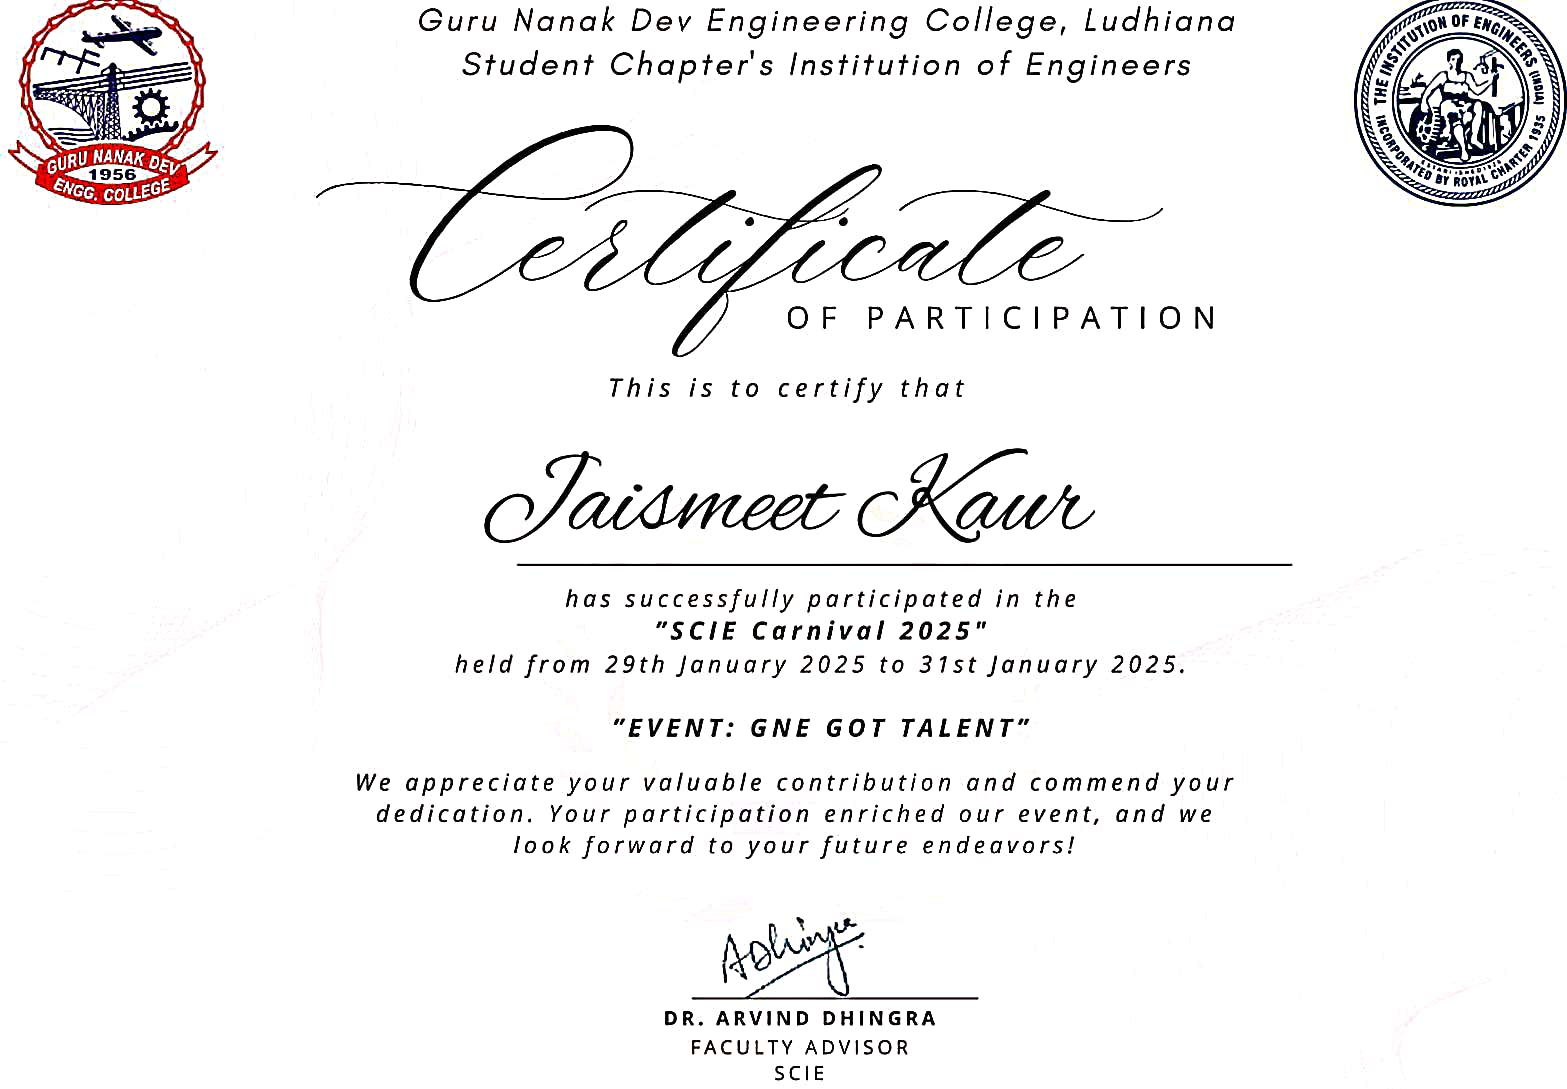 Guru Nanak Dev Engineering College, Ludhiana
Student Chapter's Institution of Engineers
GURU NANAK DEV
1956
ENGG. COLLEGE
THE INSTITUTION OF ENGINEERS (INDIA)
INCORPORATED BY ROYAL CHARTER 1935
Certificate
OF PARTICIPATION
This is to certify that
Jaismeet Kaur
has successfully participated in the
"SCIE Carnival 2025"
held from 29th January 2025 to 31st January 2025.
"EVENT: GNE GOT TALENT"
We appreciate your valuable contribution and commend your
dedication. Your participation enriched our event, and we
look forward to your future endeavors!
ADhingra
DR. ARVIND DHINGRA
FACULTY ADVISOR
SCIE